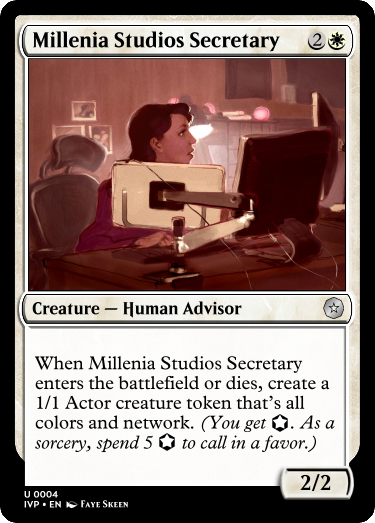 Millenia Studios Secretary 2
Creature — Human Advisor
When Millenia Studios Secretary
enters the battlefield or dies, create a
1/1 Actor creature token that's all
colors and network. (You get . As a
sorcery, spend 5 to call in a favor.)
2/2
U 0004
IVP • EN Faye Skeen